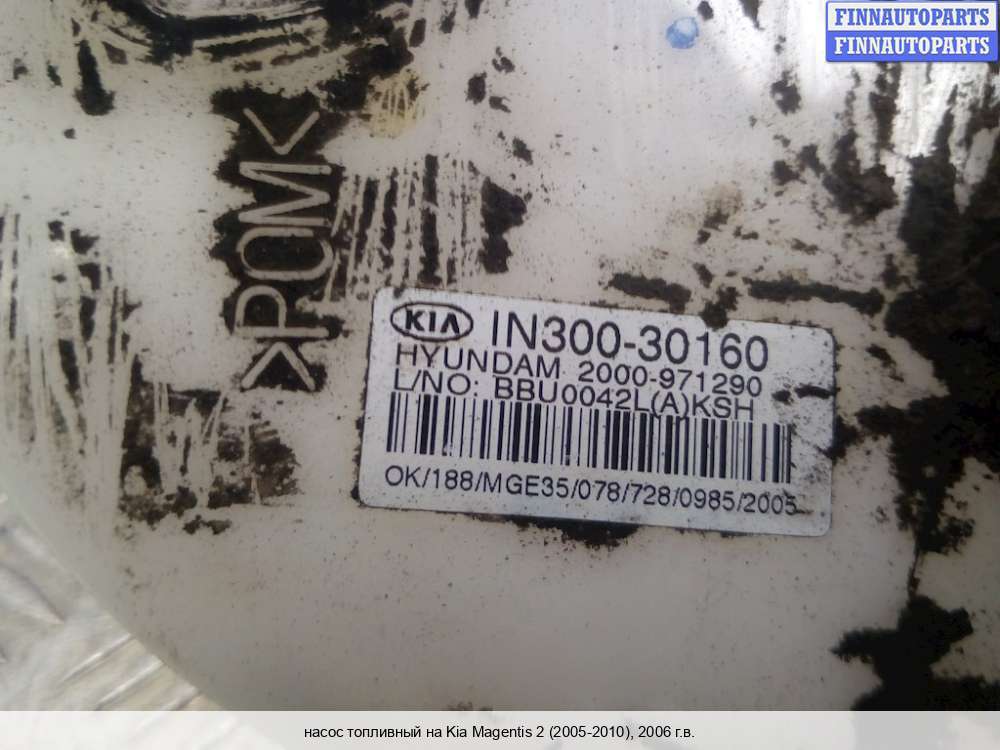 FINNAUTOPARTS
FINNAUTOPARTS
>POM<
KIA IN300-30160
HYUNDAM 2000-971290
L/NO: BBU0042L(A)KSH
OK/188/MGE35/078/728/0985/2005
насос топливный на Kia Magentis 2 (2005-2010), 2006 г.в.